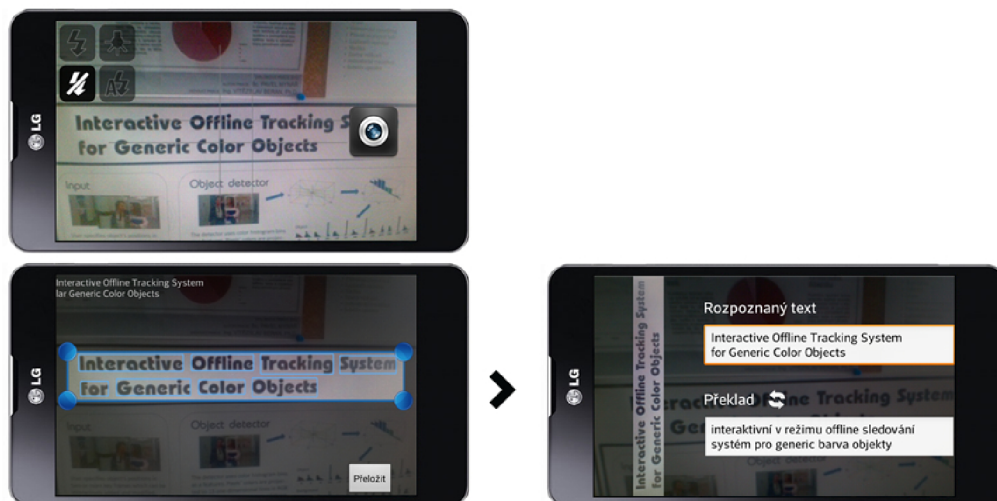 LG
Interactive Offline Tracking S
for Generic Color Objects
Input
Object detector
LG
Interactive Offline Tracking System
lar Generic Color Objects
Interactive Offline Tracking System
for Generic Color Objects
Input
Object detector
Přeložit
LG
Interactive Offline Tracking System
for Generic Color Objects
Rozpoznaný text
Interactive Offline Tracking System
for Generic Color Objects
Překlad
interaktivní v režimu offline sledování
systém pro generic barva objekty